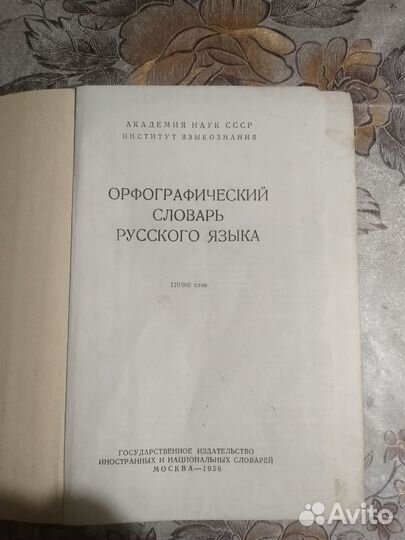 АКАДЕМИЯ НАУК СССР
ИНСТИТУТ ЯЗЫКОЗНАНИЯ
ОРФОГРАФИЧЕСКИЙ
СЛОВАРЬ
РУССКОГО ЯЗЫКА
110 000 слов
ГОСУДАРСТВЕННОЕ ИЗДАТЕЛЬСТВО
ИНОСТРАННЫХ И НАЦИОНАЛЬНЫХ СЛОВАРЕЙ
МОСКВА—1956
Avito